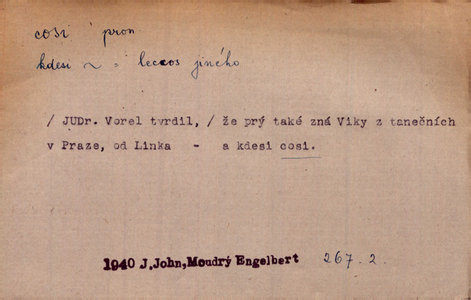 cosi pron
kdesi ~ = leccos jiného
/ JUDr. Vorel tvrdil, / že prý také zná Viky z tanečních
v Praze, od Linka - a kdesi cosi.
1940 J.John,Moudrý Engelbert 267 - 2.